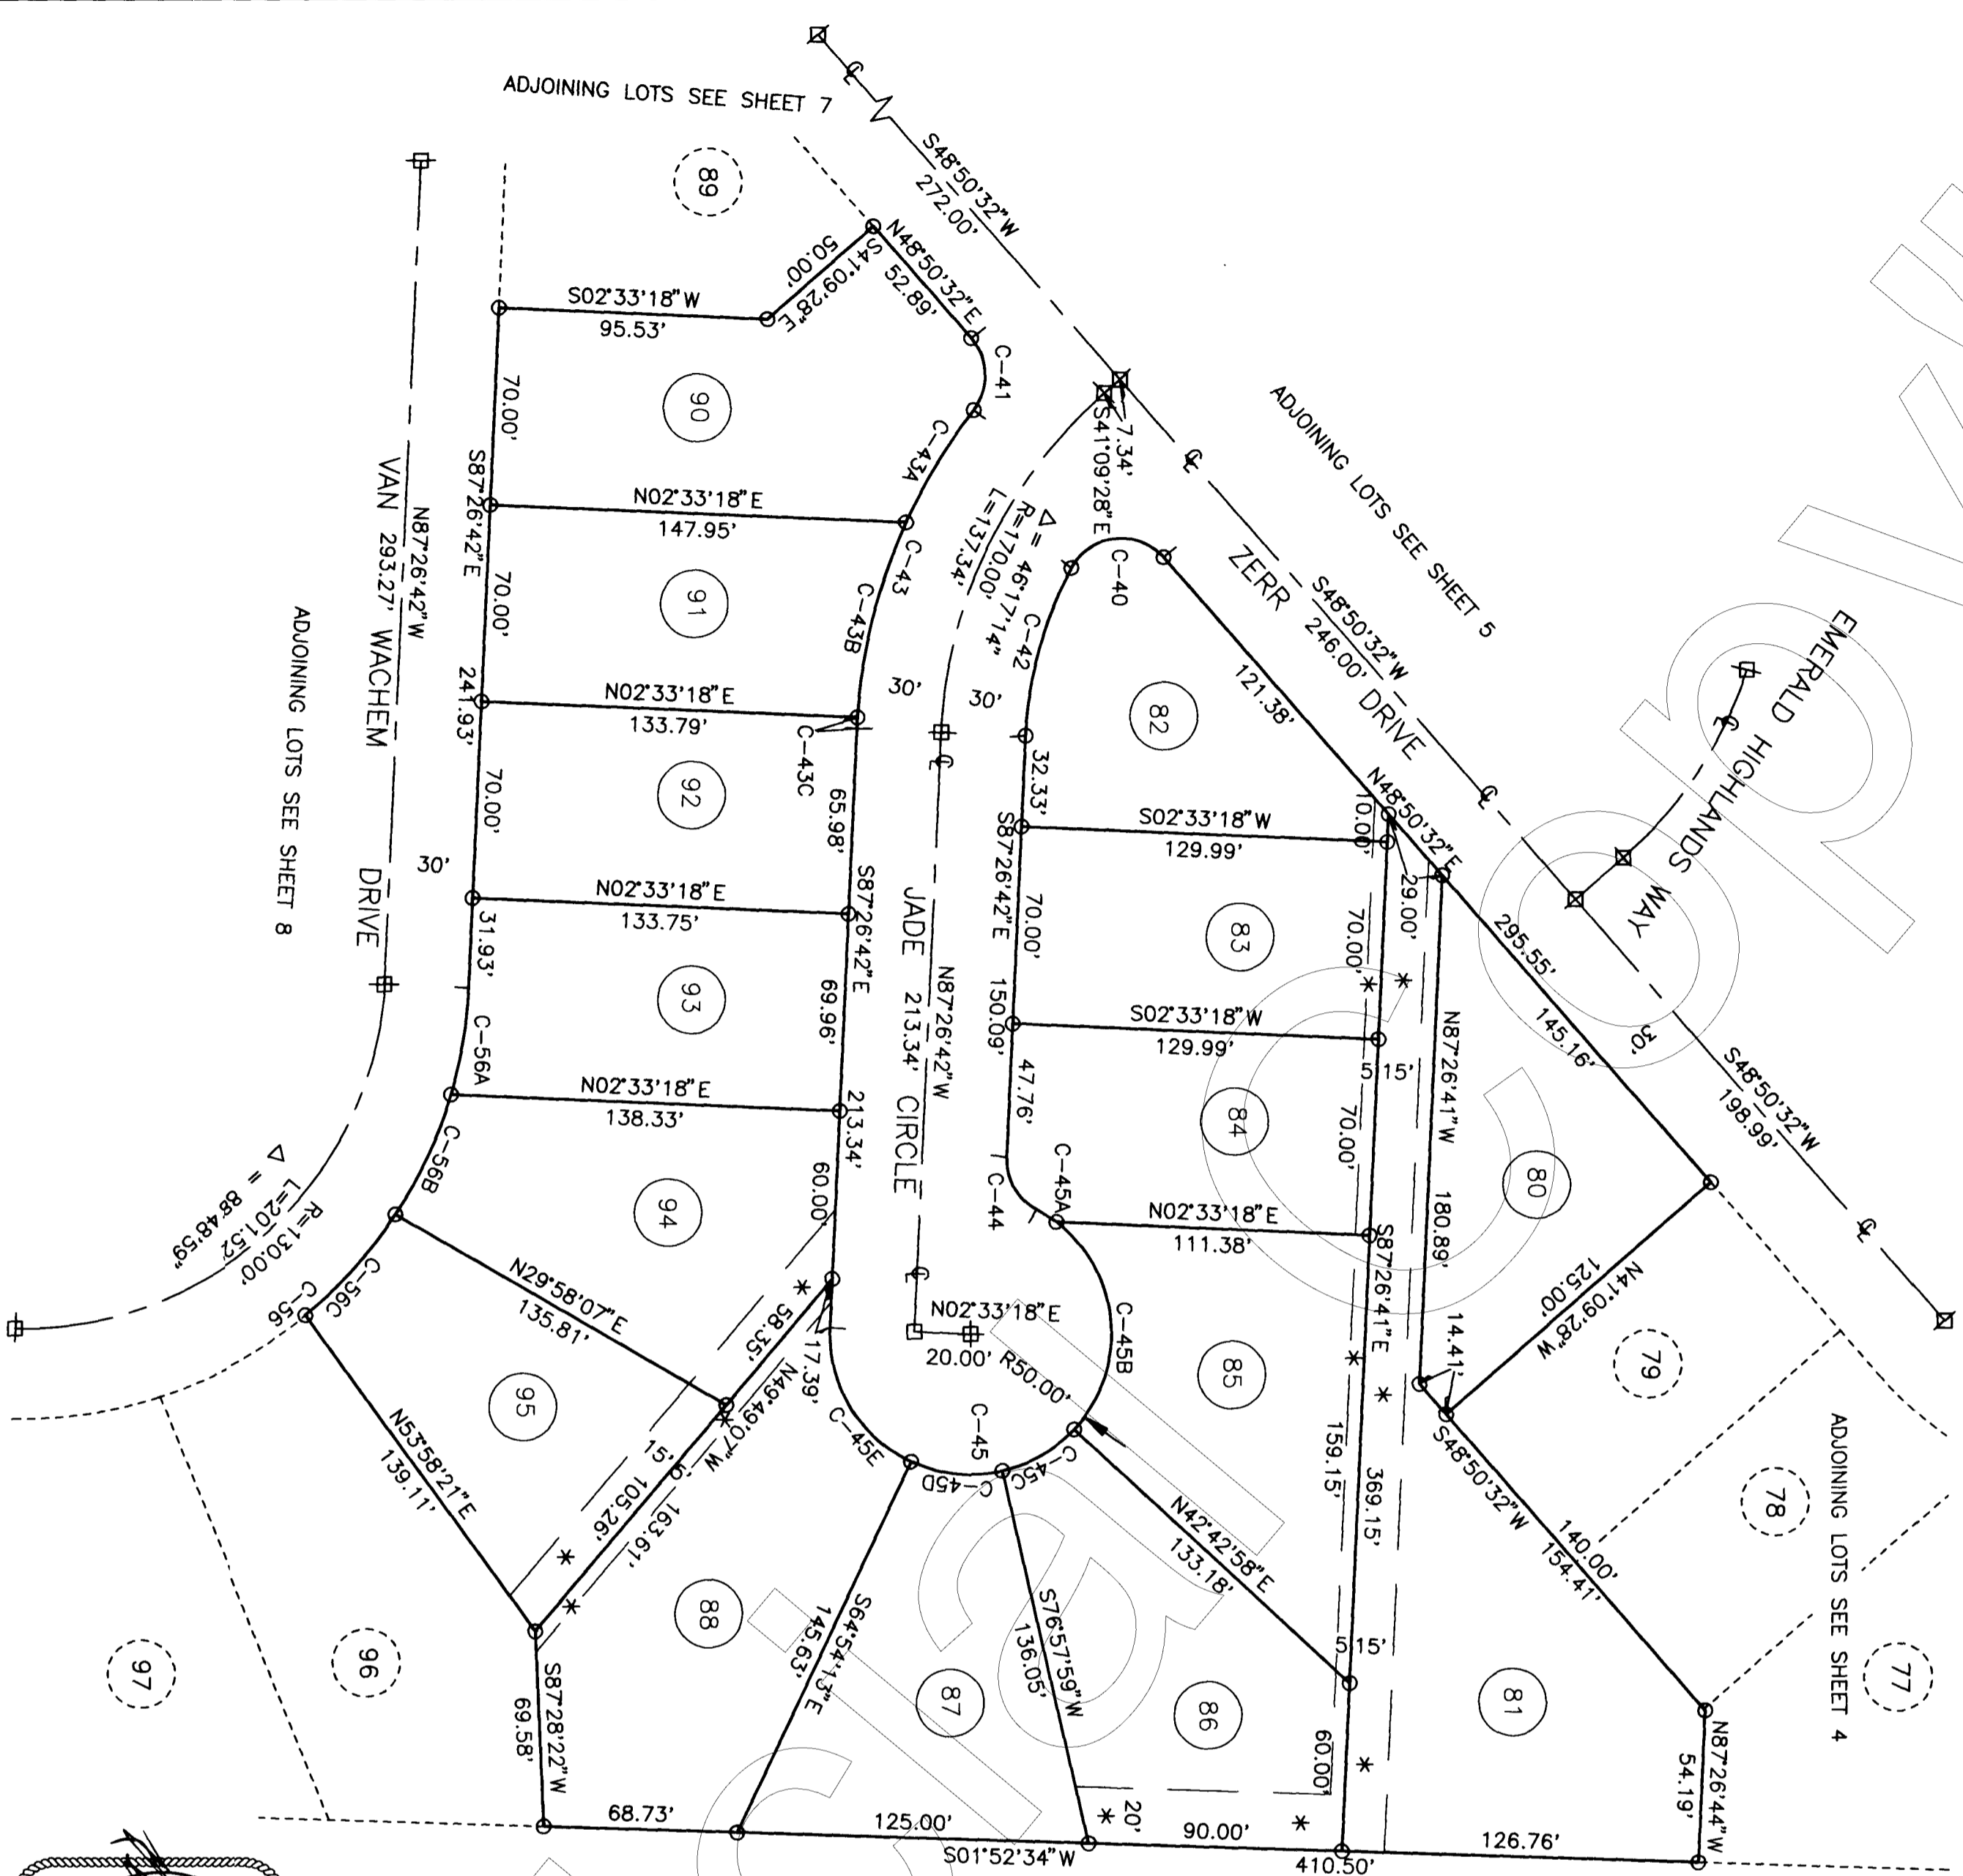 ADJOINING LOTS SEE SHEET 7
89
S48°50'32"W
272.00'
N48°50'32"E
52.89'
S41°09'28"E
50.00'
S02°33'18"W
95.53'
C-41
90
C-43A
70.00'
S87°26'42"E
N02°33'18"E
147.95'
C-43
91
C-43B
70.00'
241.93'
N02°33'18"E
133.79'
C-43C
92
65.98'
70.00'
N02°33'18"E
133.75'
S87°26'42"E
93
69.96'
31.93'
C-56A
N02°33'18"E
138.33'
213.34'
94
60.00'
C-56B
N29°58'07"E
135.81'
C-56C
C-56
95
N53°58'21"E
139.11'
58.35'
N49°49'07"W
17.39'
15'
5'
105.26'
163.61'
N87°26'42"W
VAN 293.27' WACHEM DRIVE
30'
ADJOINING LOTS SEE SHEET 8
R=130.00'
L=201.52'
Δ = 88°48'59"
96
97
7.34'
S41°09'28"E
Δ = 46°17'14"
R=170.00'
L=137.34'
30'
30'
C-40
C-42
82
121.38'
32.33'
S02°33'18"W
129.99'
S87°26'42"E
70.00'
83
S02°33'18"W
129.99'
150.09'
47.76'
84
C-44
C-45A
N02°33'18"E
111.38'
N87°26'42"W
JADE 213.34' CIRCLE
N02°33'18"E
20.00'
R50.00'
C-45B
85
C-45
C-45C
C-45D
C-45E
ADJOINING LOTS SEE SHEET 5
S48°50'32"W
ZERR 246.00' DRIVE
EMERALD HIGHLANDS WAY
N48°50'32"E
10.00'
29.00'
70.00'
295.55'
145.16'
30'
S48°50'32"W
198.99'
N87°26'41"W
180.89'
5'
15'
70.00'
80
S87°26'41"E
N41°09'28"W
125.00'
14.41'
79
78
77
ADJOINING LOTS SEE SHEET 4
S48°50'32"W
140.00'
154.41'
159.15'
369.15'
N42°42'58"E
133.18'
5'
15'
86
81
60.00'
N87°26'44"W
54.19'
S76°57'59"W
136.05'
87
S64°54'13"E
145.63'
88
S87°28'22"W
69.58'
68.73'
125.00'
20'
90.00'
126.76'
S01°52'34"W
410.50'